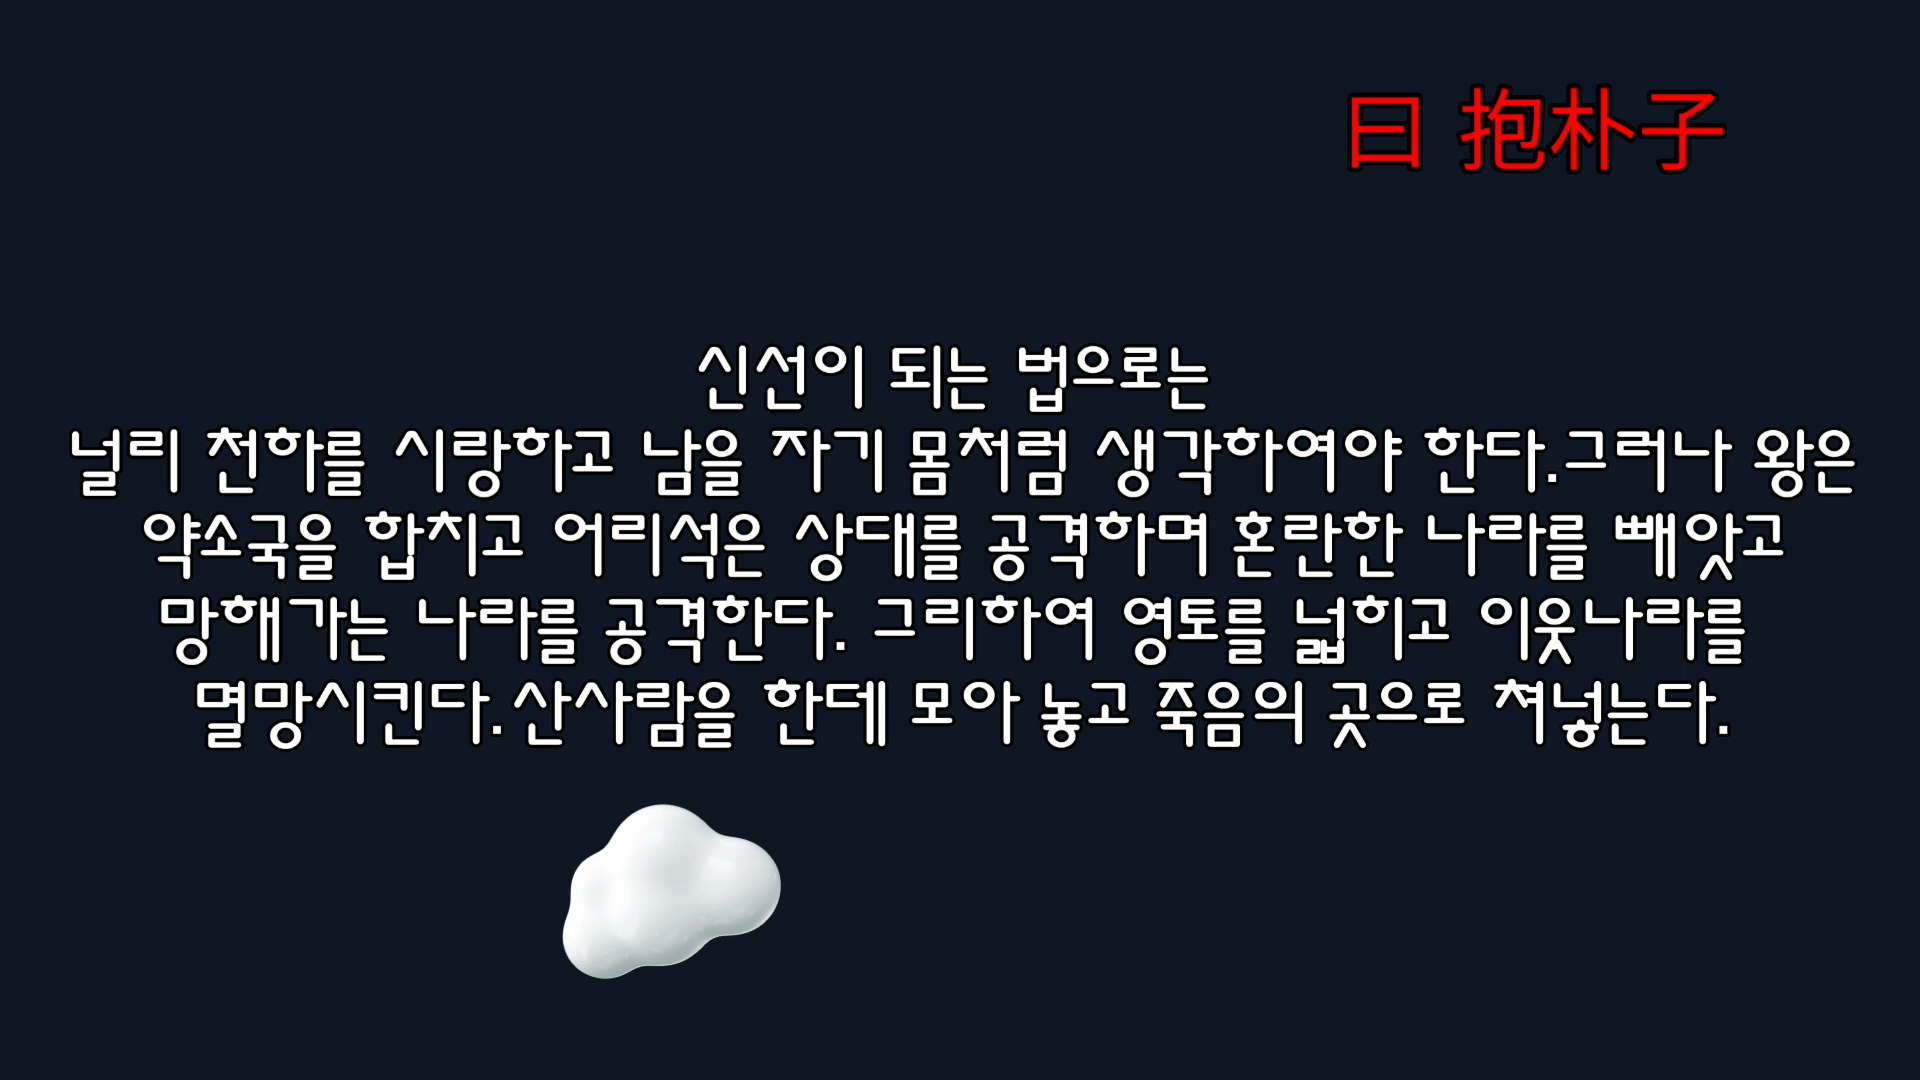 曰 抱朴子
신선이 되는 법으로는
널리 천하를 시랑하고 남을 자기 몸처럼 생각하여야 한다.그러나 왕은
약소국을 합치고 어리석은 상대를 공격하며 혼란한 나라를 빼앗고
망해가는 나라를 공격한다. 그리하여 영토를 넓히고 이웃나라를
멸망시킨다.산사람을 한데 모아 놓고 죽음의 곳으로 쳐넣는다.